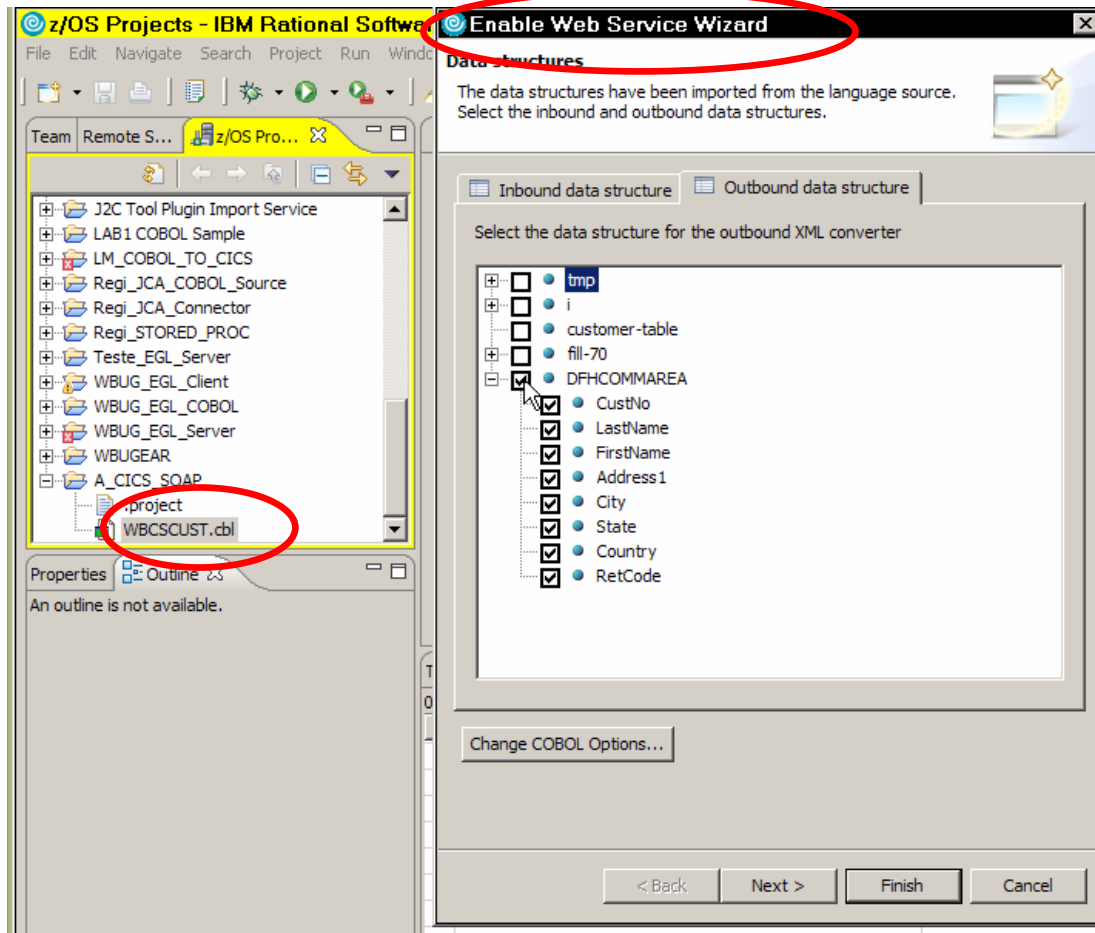 z/OS Projects - IBM Rational Softwar
File Edit Navigate Search Project Run Windo
Team Remote S... z/OS Pro...
J2C Tool Plugin Import Service
LAB1 COBOL Sample
LM_COBOL_TO_CICS
Regi_JCA_COBOL_Source
Regi_JCA_Connector
Regi_STORED_PROC
Teste_EGL_Server
WBUG_EGL_Client
WBUG_EGL_COBOL
WBUG_EGL_Server
WBUGEAR
A_CICS_SOAP
.project
WBCSCUST.cbl
Properties Outline
An outline is not available.
T
0
Enable Web Service Wizard
Data structures
The data structures have been imported from the language source.
Select the inbound and outbound data structures.
Inbound data structure Outbound data structure
Select the data structure for the outbound XML converter
tmp
i
customer-table
fill-70
DFHCOMMAREA
CustNo
LastName
FirstName
Address1
City
State
Country
RetCode
Change COBOL Options...
< Back Next > Finish Cancel